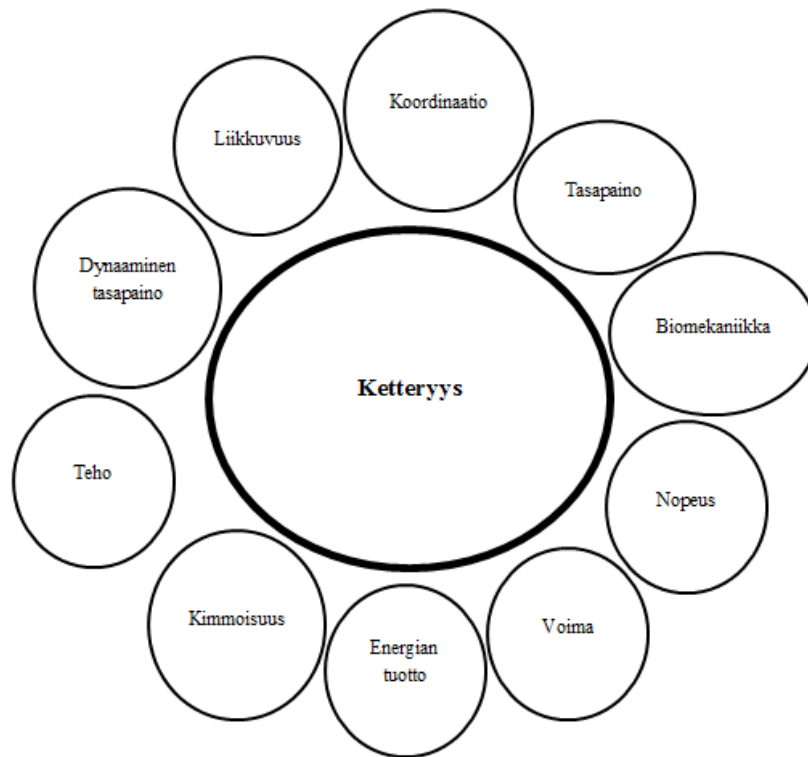 Koordinaatio
Liikkuvuus
Tasapaino
Dynaaminen
tasapaino
Biomekaniikka
Ketteryys
Teho
Nopeus
Kimmoisuus
Voima
Energian
tuotto